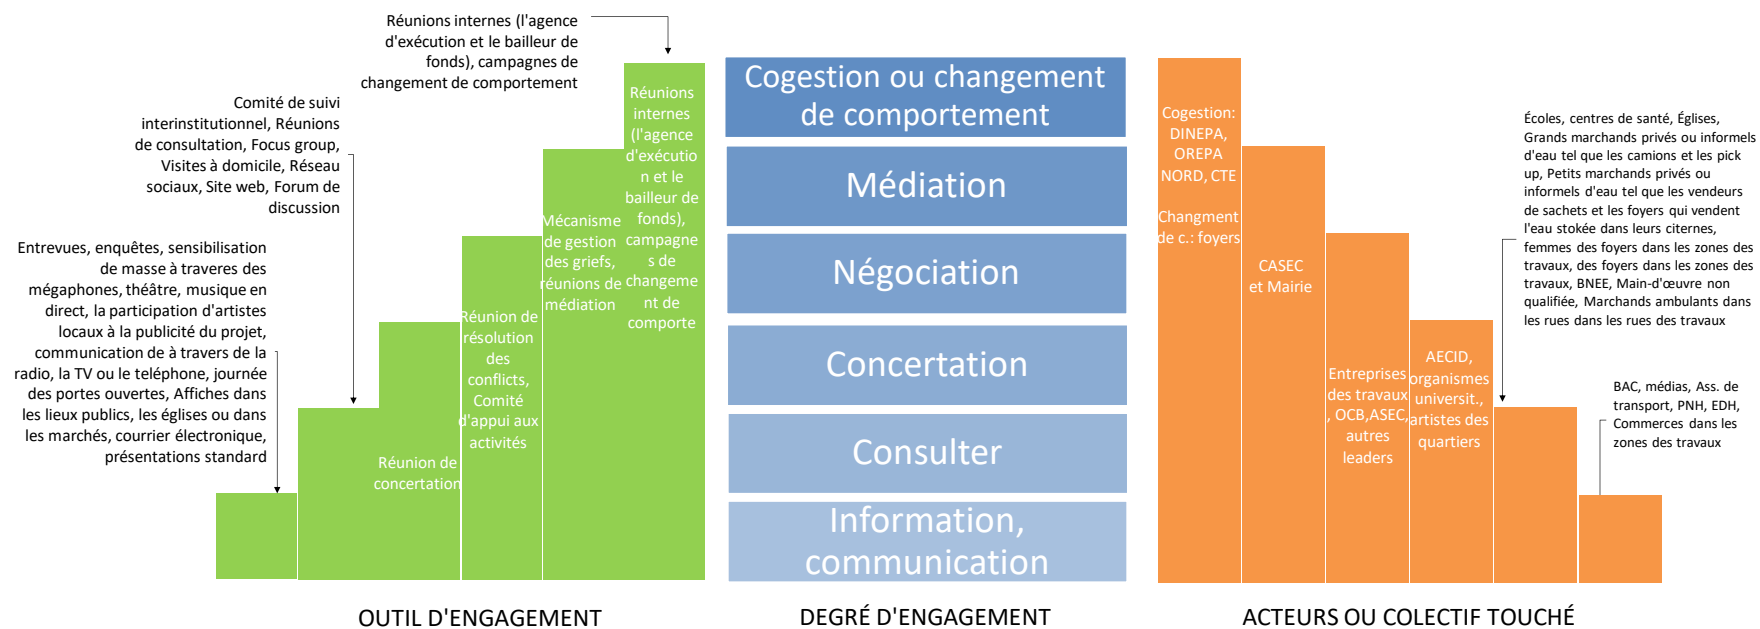 Réunions internes (l'agence
d'exécution et le bailleur de
fonds), campagnes de
changement de comportement
Comité de suivi
interinstitutionnel, Réunions
de consultation, Focus group,
Visites à domicile, Réseau
sociaux, Site web, Forum de
discussion
Entrevues, enquêtes, sensibilisation
de masse à traveres des
mégaphones, théâtre, musique en
direct, la participation d'artistes
locaux à la publicité du projet,
communication de à travers de la
radio, la TV ou le teléphone, journée
des portes ouvertes, Affiches dans
les lieux publics, les églises ou dans
les marchés, courrier électronique,
présentations standard
Réunion de
concertation
Réunion de
résolution
des
conflicts,
Comité
d'appui aux
activités
Mécanisme
de gestion
des griefs,
réunions de
médiation
Réunions
internes
(l'agence
d'exécutio
n et le
bailleur de
fonds),
campagne
s de
changeme
nt de
comporte
OUTIL D'ENGAGEMENT
Cogestion ou changement
de comportement
Médiation
Négociation
Concertation
Consulter
Information,
communication
DEGRÉ D'ENGAGEMENT
Cogestion:
DINEPA,
OREPA
NORD, CTE
Changment
de c.: foyers
CASEC
et Mairie
Entreprises
des travaux
, OCB,ASEC,
autres
leaders
AECID,
organismes
universit.,
artistes des
quartiers
Écoles, centres de santé, Églises,
Grands marchands privés ou informels
d'eau tel que les camions et les pick
up, Petits marchands privés ou
informels d'eau tel que les vendeurs
de sachets et les foyers qui vendent
l'eau stokée dans leurs citernes,
femmes des foyers dans les zones des
travaux, des foyers dans les zones des
travaux, BNEE, Main-d'œuvre non
qualifiée, Marchands ambulants dans
les rues dans les rues des travaux
BAC, médias, Ass. de
transport, PNH, EDH,
Commerces dans les
zones des travaux
ACTEURS OU COLECTIF TOUCHÉ